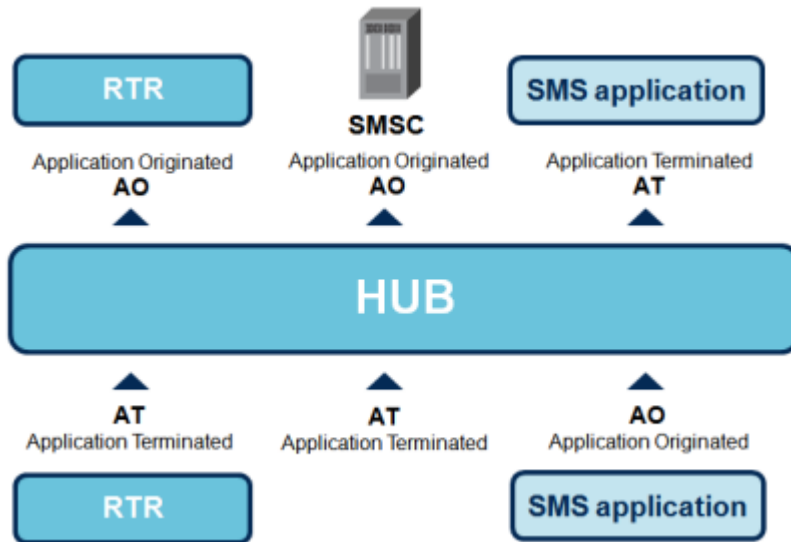 RTR
SMS application
SMSC
Application Originated
AO
Application Originated
AO
Application Terminated
AT
HUB
AT
Application Terminated
AT
Application Terminated
AO
Application Originated
RTR
SMS application